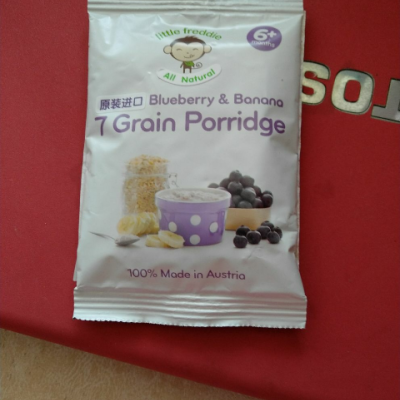 little freddie
All Natural
6+
months
原装进口 Blueberry & Banana
7 Grain Porridge
100% Made in Austria
TOS